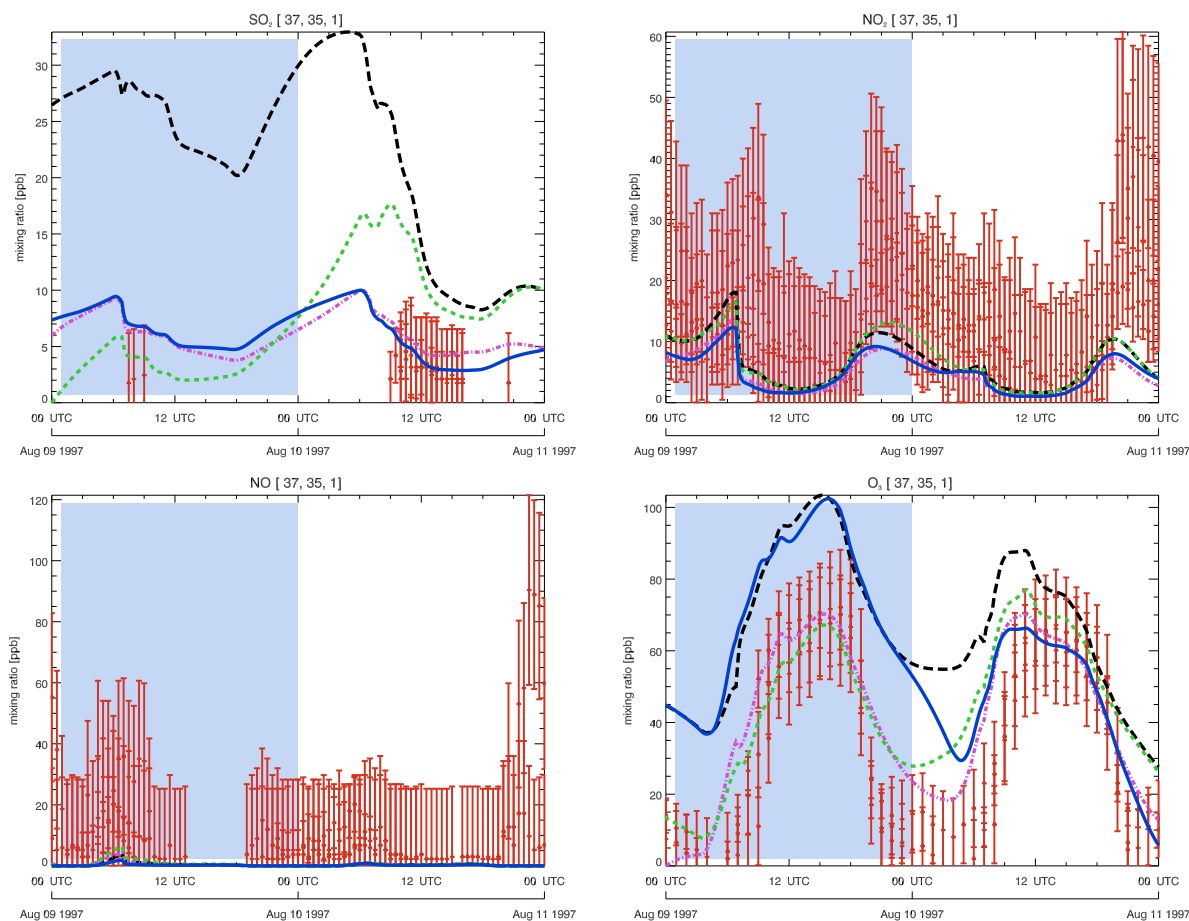 SO₂ [ 37, 35, 1]
mixing ratio [ppb]
30
25
20
15
10
5
0
00 UTC 12 UTC 00 UTC 12 UTC 00 UTC
Aug 09 1997 Aug 10 1997 Aug 11 1997
NO₂ [ 37, 35, 1]
mixing ratio [ppb]
60
50
40
30
20
10
0
00 UTC 12 UTC 00 UTC 12 UTC 00 UTC
Aug 09 1997 Aug 10 1997 Aug 11 1997
NO [ 37, 35, 1]
mixing ratio [ppb]
120
100
80
60
40
20
0
00 UTC 12 UTC 00 UTC 12 UTC 00 UTC
Aug 09 1997 Aug 10 1997 Aug 11 1997
O₃ [ 37, 35, 1]
mixing ratio [ppb]
100
80
60
40
20
0
00 UTC 12 UTC 00 UTC 12 UTC 00 UTC
Aug 09 1997 Aug 10 1997 Aug 11 1997